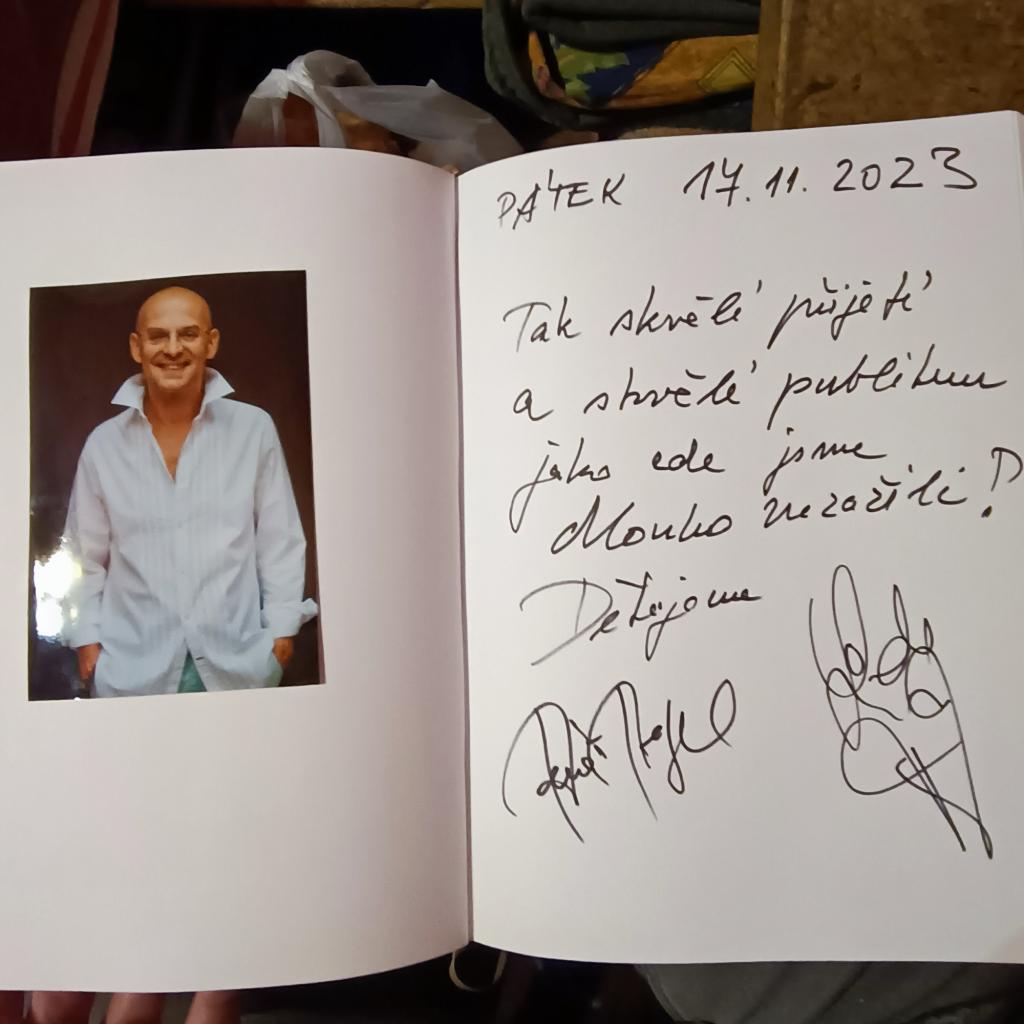 PÁTEK 17.11.2023
Tak skvělé přijetí
a skvělé publikum
jako zde jsme
dlouho nezažili!
Děkujeme